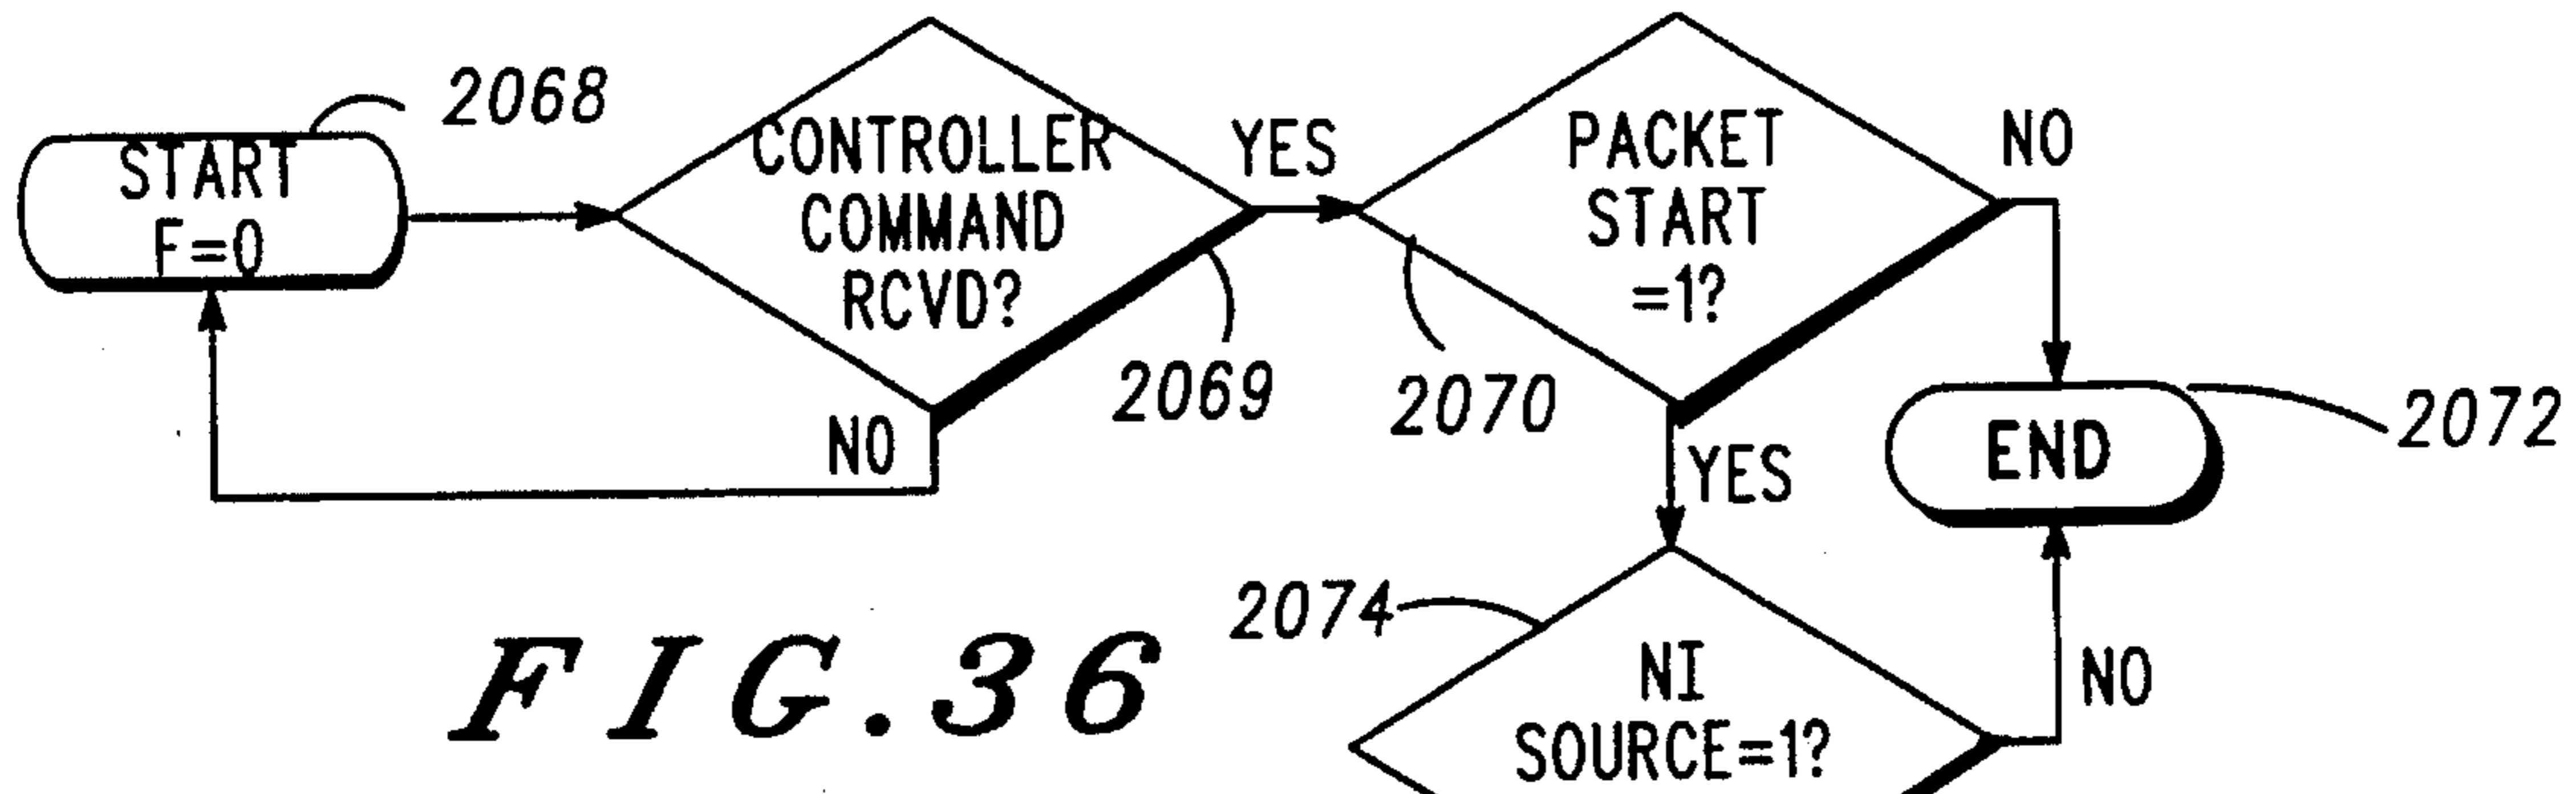 2068
START
F=0
CONTROLLER
COMMAND
RCVD?
YES
NO
2069
PACKET
START
=1?
2070
NO
YES
END
2072
2074
NI
SOURCE=1?
NO
FIG.36